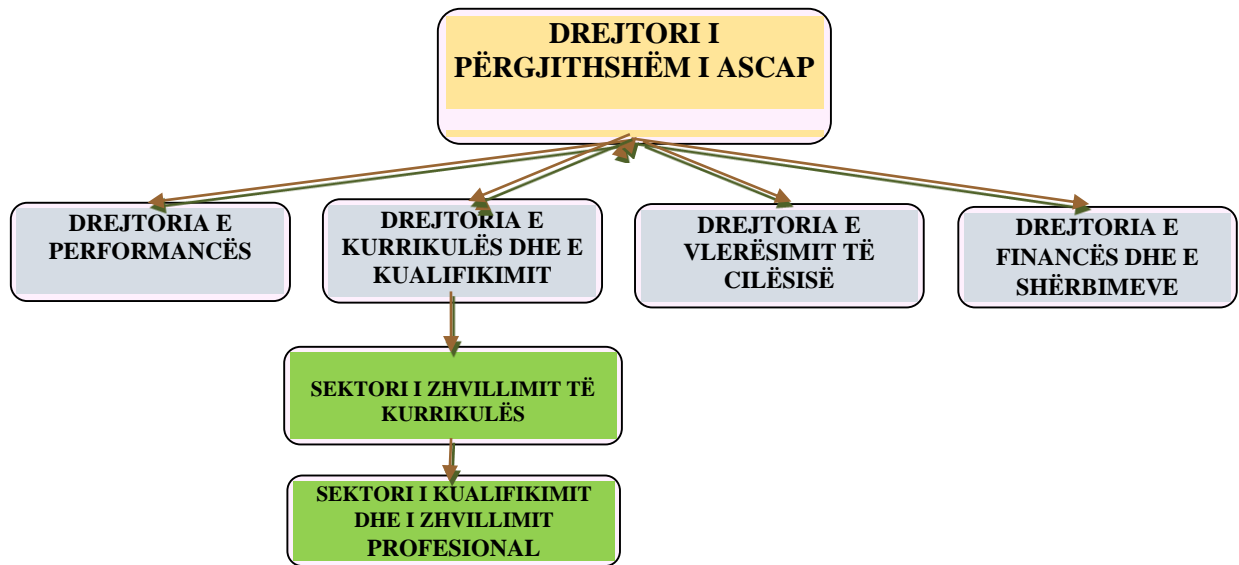 DREJTORI I
PËRGJITHSHËM I ASCAP
DREJTORIA E
PERFORMANCËS
DREJTORIA E
KURRIKULËS DHE E
KUALIFIKIMIT
DREJTORIA E
VLERËSIMIT TË
CILËSISË
DREJTORIA E
FINANCËS DHE E
SHËRBIMEVE
SEKTORI I ZHVILLIMIT TË
KURRIKULËS
SEKTORI I KUALIFIKIMIT
DHE I ZHVILLIMIT
PROFESIONAL